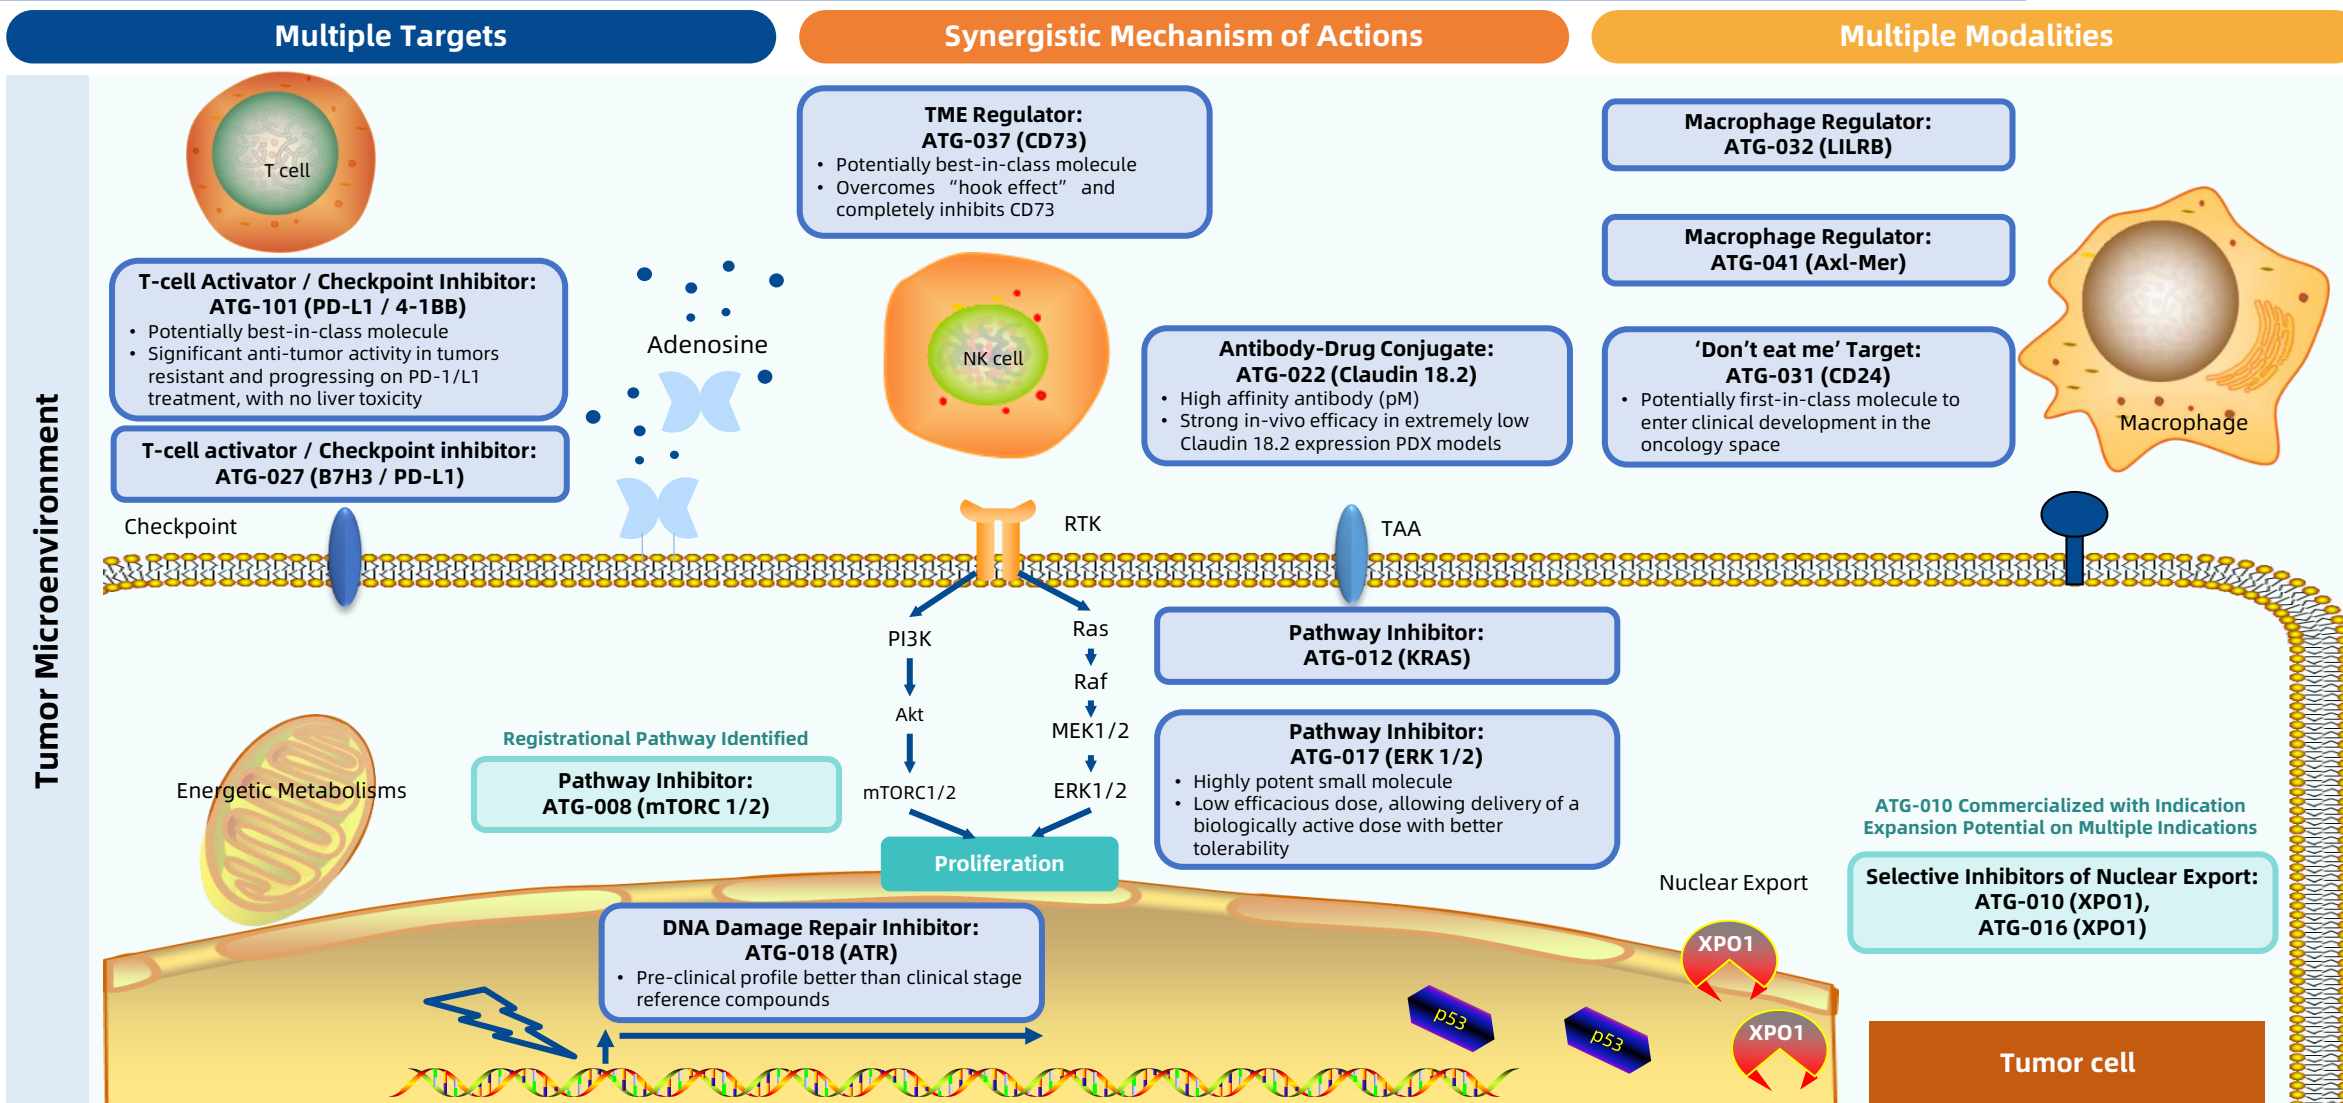 Multiple Targets
Synergistic Mechanism of Actions
Multiple Modalities
Tumor Microenvironment
T cell
T-cell Activator / Checkpoint Inhibitor:
ATG-101 (PD-L1 / 4-1BB)
• Potentially best-in-class molecule
• Significant anti-tumor activity in tumors
resistant and progressing on PD-1/L1
treatment, with no liver toxicity
T-cell activator / Checkpoint inhibitor:
ATG-027 (B7H3 / PD-L1)
Checkpoint
Adenosine
TME Regulator:
ATG-037 (CD73)
• Potentially best-in-class molecule
• Overcomes “hook effect” and
completely inhibits CD73
NK cell
Antibody-Drug Conjugate:
ATG-022 (Claudin 18.2)
• High affinity antibody (pM)
• Strong in-vivo efficacy in extremely low
Claudin 18.2 expression PDX models
RTK
TAA
Macrophage Regulator:
ATG-032 (LILRB)
Macrophage Regulator:
ATG-041 (Axl-Mer)
‘Don’t eat me’ Target:
ATG-031 (CD24)
• Potentially first-in-class molecule to
enter clinical development in the
oncology space
Macrophage
PI3K
Akt
mTORC1/2
Ras
Raf
MEK1/2
ERK1/2
Pathway Inhibitor:
ATG-012 (KRAS)
Pathway Inhibitor:
ATG-017 (ERK 1/2)
• Highly potent small molecule
• Low efficacious dose, allowing delivery of a
biologically active dose with better
tolerability
Energetic Metabolisms
Registrational Pathway Identified
Pathway Inhibitor:
ATG-008 (mTORC 1/2)
Proliferation
DNA Damage Repair Inhibitor:
ATG-018 (ATR)
• Pre-clinical profile better than clinical stage
reference compounds
Nuclear Export
ATG-010 Commercialized with Indication
Expansion Potential on Multiple Indications
Selective Inhibitors of Nuclear Export:
ATG-010 (XPO1),
ATG-016 (XPO1)
XPO1
XPO1
p53
p53
Tumor cell